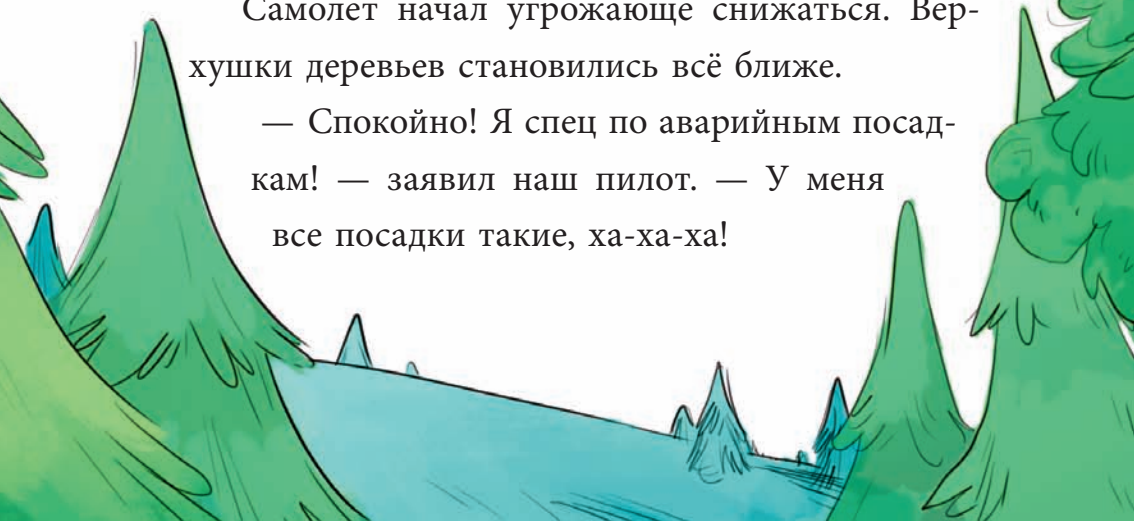 Самолёт начал угрожающе снижаться. Вер-
хушки деревьев становились всё ближе.
— Спокойно! Я спец по аварийным посад-
кам! — заявил наш пилот. — У меня
все посадки такие, ха-ха-ха!